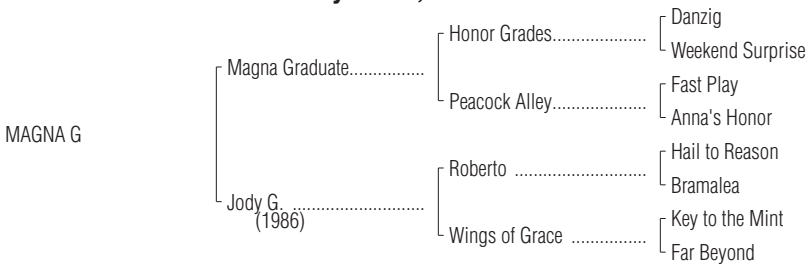 Danzig
Honor Grades....................
Weekend Surprise
Magna Graduate................
Fast Play
Peacock Alley....................
Anna's Honor
MAGNA G
Hail to Reason
Roberto ............................
Bramalea
Jody G. ............................
(1986)
Key to the Mint
Wings of Grace ................
Far Beyond